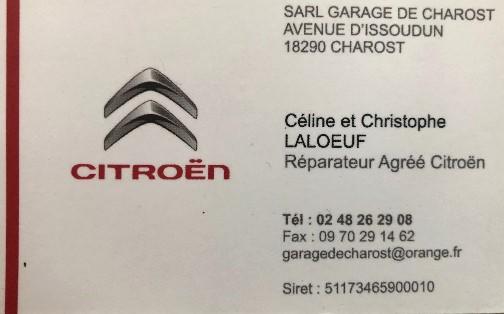 SARL GARAGE DE CHAROST
AVENUE D'ISSOUDUN
18290 CHAROST
Céline et Christophe
LALOEUF
Réparateur Agréé Citroën
CITROËN
Tél : 02 48 26 29 08
Fax : 09 70 29 14 62
garagedecharost@orange.fr
Siret : 51173465900010